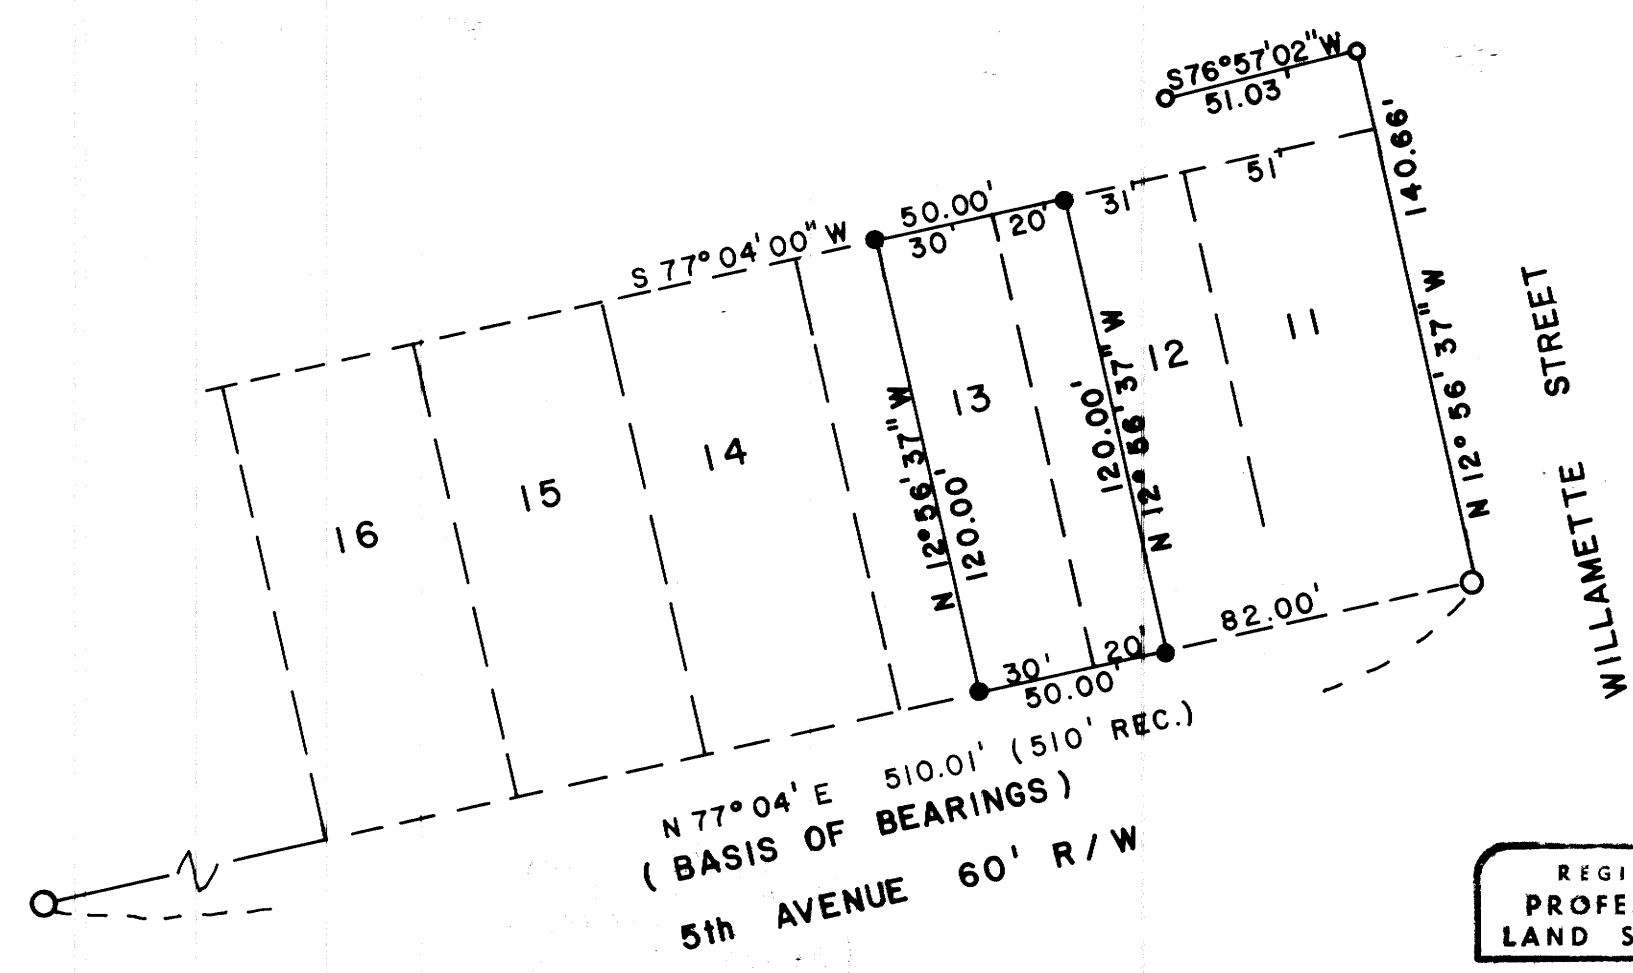 S76°57'02"W
51.03'
140.66'
51'
31'
50.00'
30'
20'
S 77°04'00"W
N 12°56'37"W
120.00'
120.00'
N 12°56'37"W
N 12°56'37"W
11
12
13
14
15
16
WILLAMETTE STREET
82.00'
30'
20'
50.00'
N 77°04' E 510.01' (510' REC.)
(BASIS OF BEARINGS)
5th AVENUE 60' R/W
REGI
PROFE
LAND S